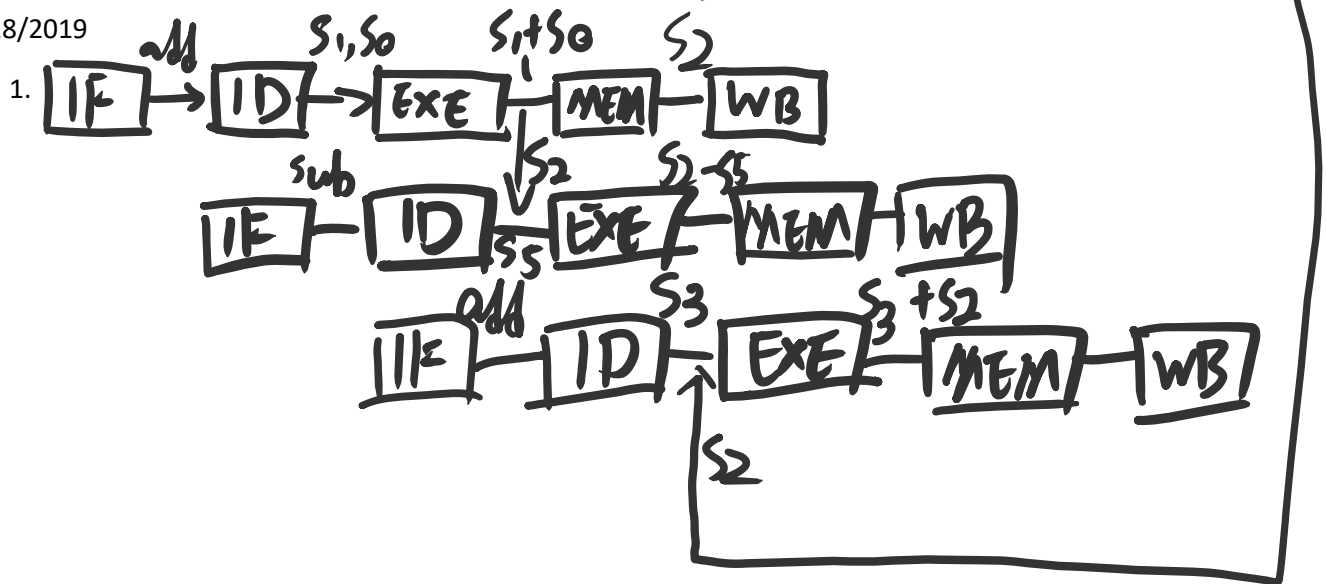 8/2019
add S1,S0 S1+S0 S2
1. IF ID EXE MEM WB
S2
sub S2-S5
IF ID EXE MEM WB
S5
add S3 S3+S2
IF ID EXE MEM WB
S2